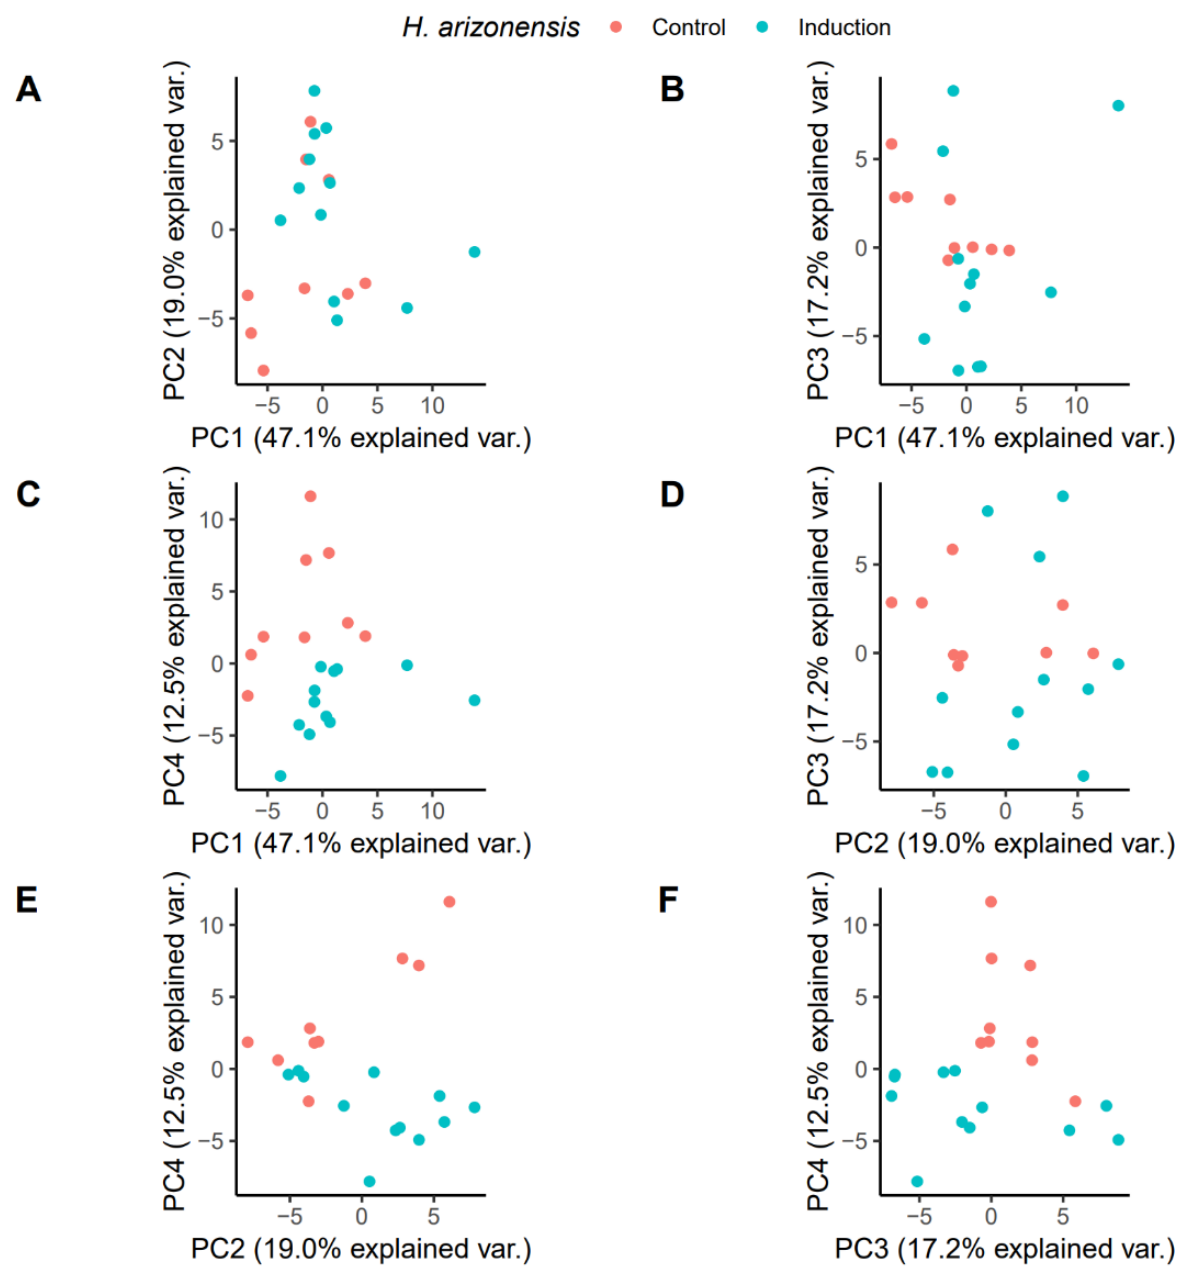 H. arizonensis Control Induction
A
PC2 (19.0% explained var.)
5
0
−5
−5 0 5 10
PC1 (47.1% explained var.)
B
PC3 (17.2% explained var.)
5
0
−5
−5 0 5 10
PC1 (47.1% explained var.)
C
PC4 (12.5% explained var.)
10
5
0
−5
−5 0 5 10
PC1 (47.1% explained var.)
D
PC3 (17.2% explained var.)
5
0
−5
−5 0 5
PC2 (19.0% explained var.)
E
PC4 (12.5% explained var.)
10
5
0
−5
−5 0 5
PC2 (19.0% explained var.)
F
PC4 (12.5% explained var.)
10
5
0
−5
−5 0 5
PC3 (17.2% explained var.)